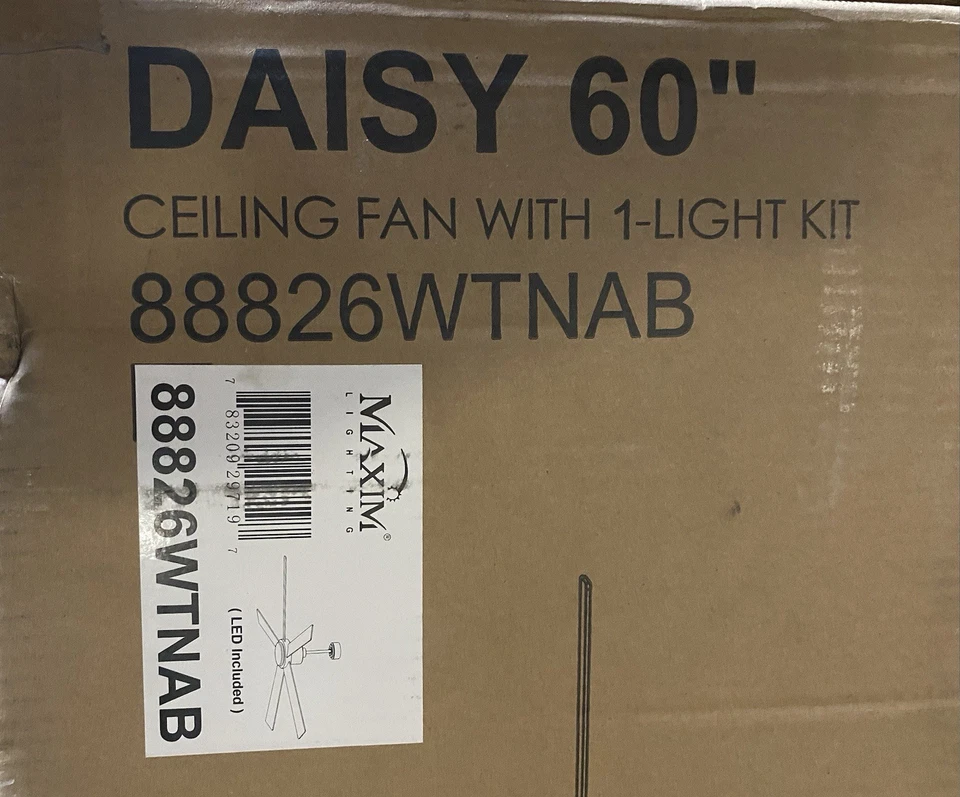 DAISY 60"
CEILING FAN WITH 1-LIGHT KIT
88826WTNAB
MAXIM®
LIGHTING
7 83209 29719 7
(LED Included)
88826WTNAB